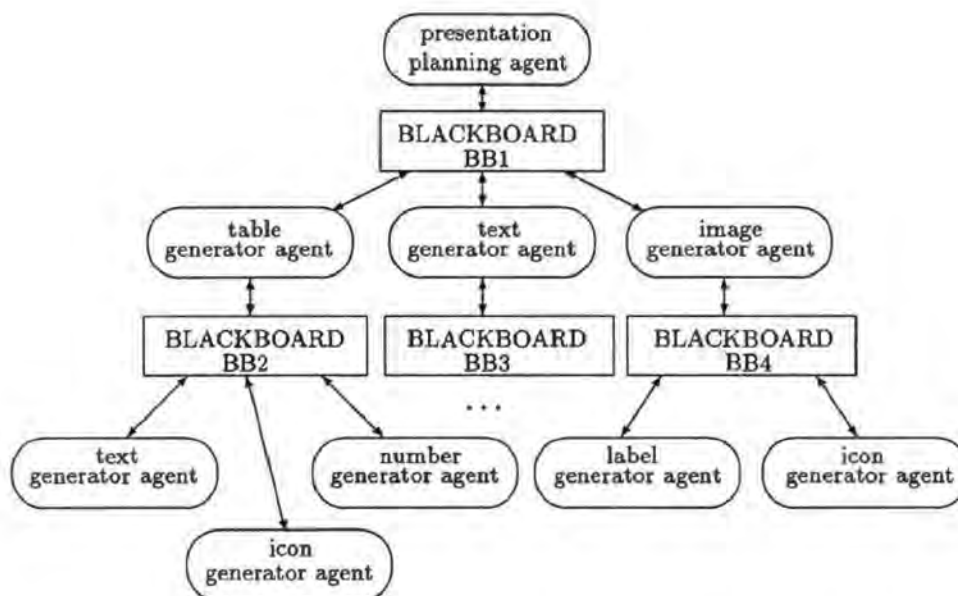 presentation
planning agent
BLACKBOARD
BB1
table
generator agent
text
generator agent
image
generator agent
BLACKBOARD
BB2
BLACKBOARD
BB3
BLACKBOARD
BB4
...
text
generator agent
number
generator agent
label
generator agent
icon
generator agent
icon
generator agent